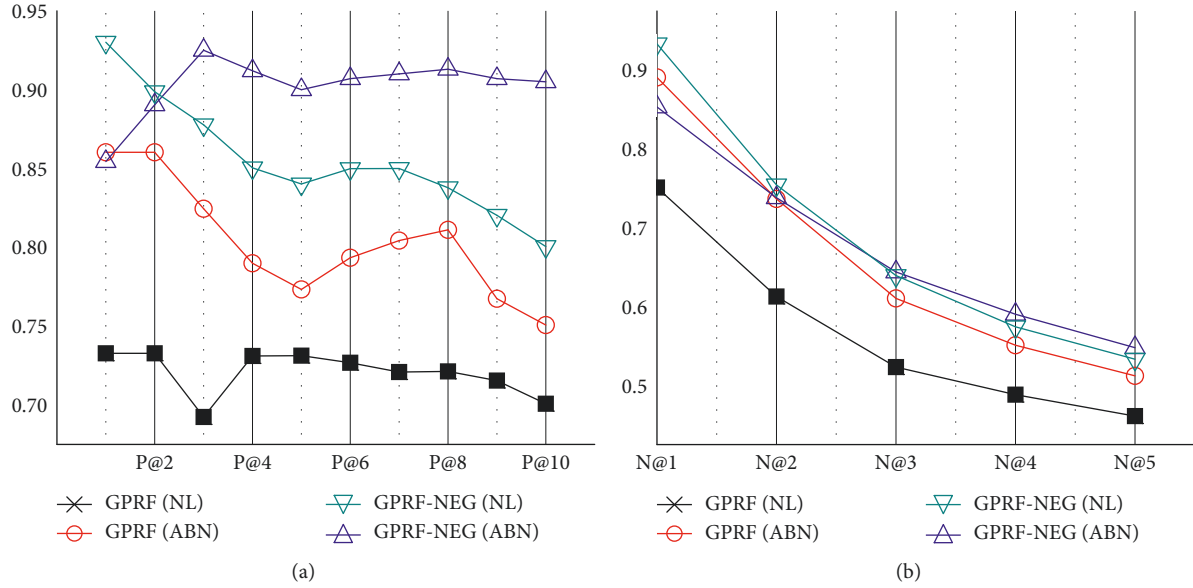 0.95
0.90
0.85
0.80
0.75
0.70
P@2 P@4 P@6 P@8 P@10
GPRF (NL) GPRF-NEG (NL)
GPRF (ABN) GPRF-NEG (ABN)
(a)
0.9
0.8
0.7
0.6
0.5
N@1 N@2 N@3 N@4 N@5
GPRF (NL) GPRF-NEG (NL)
GPRF (ABN) GPRF-NEG (ABN)
(b)